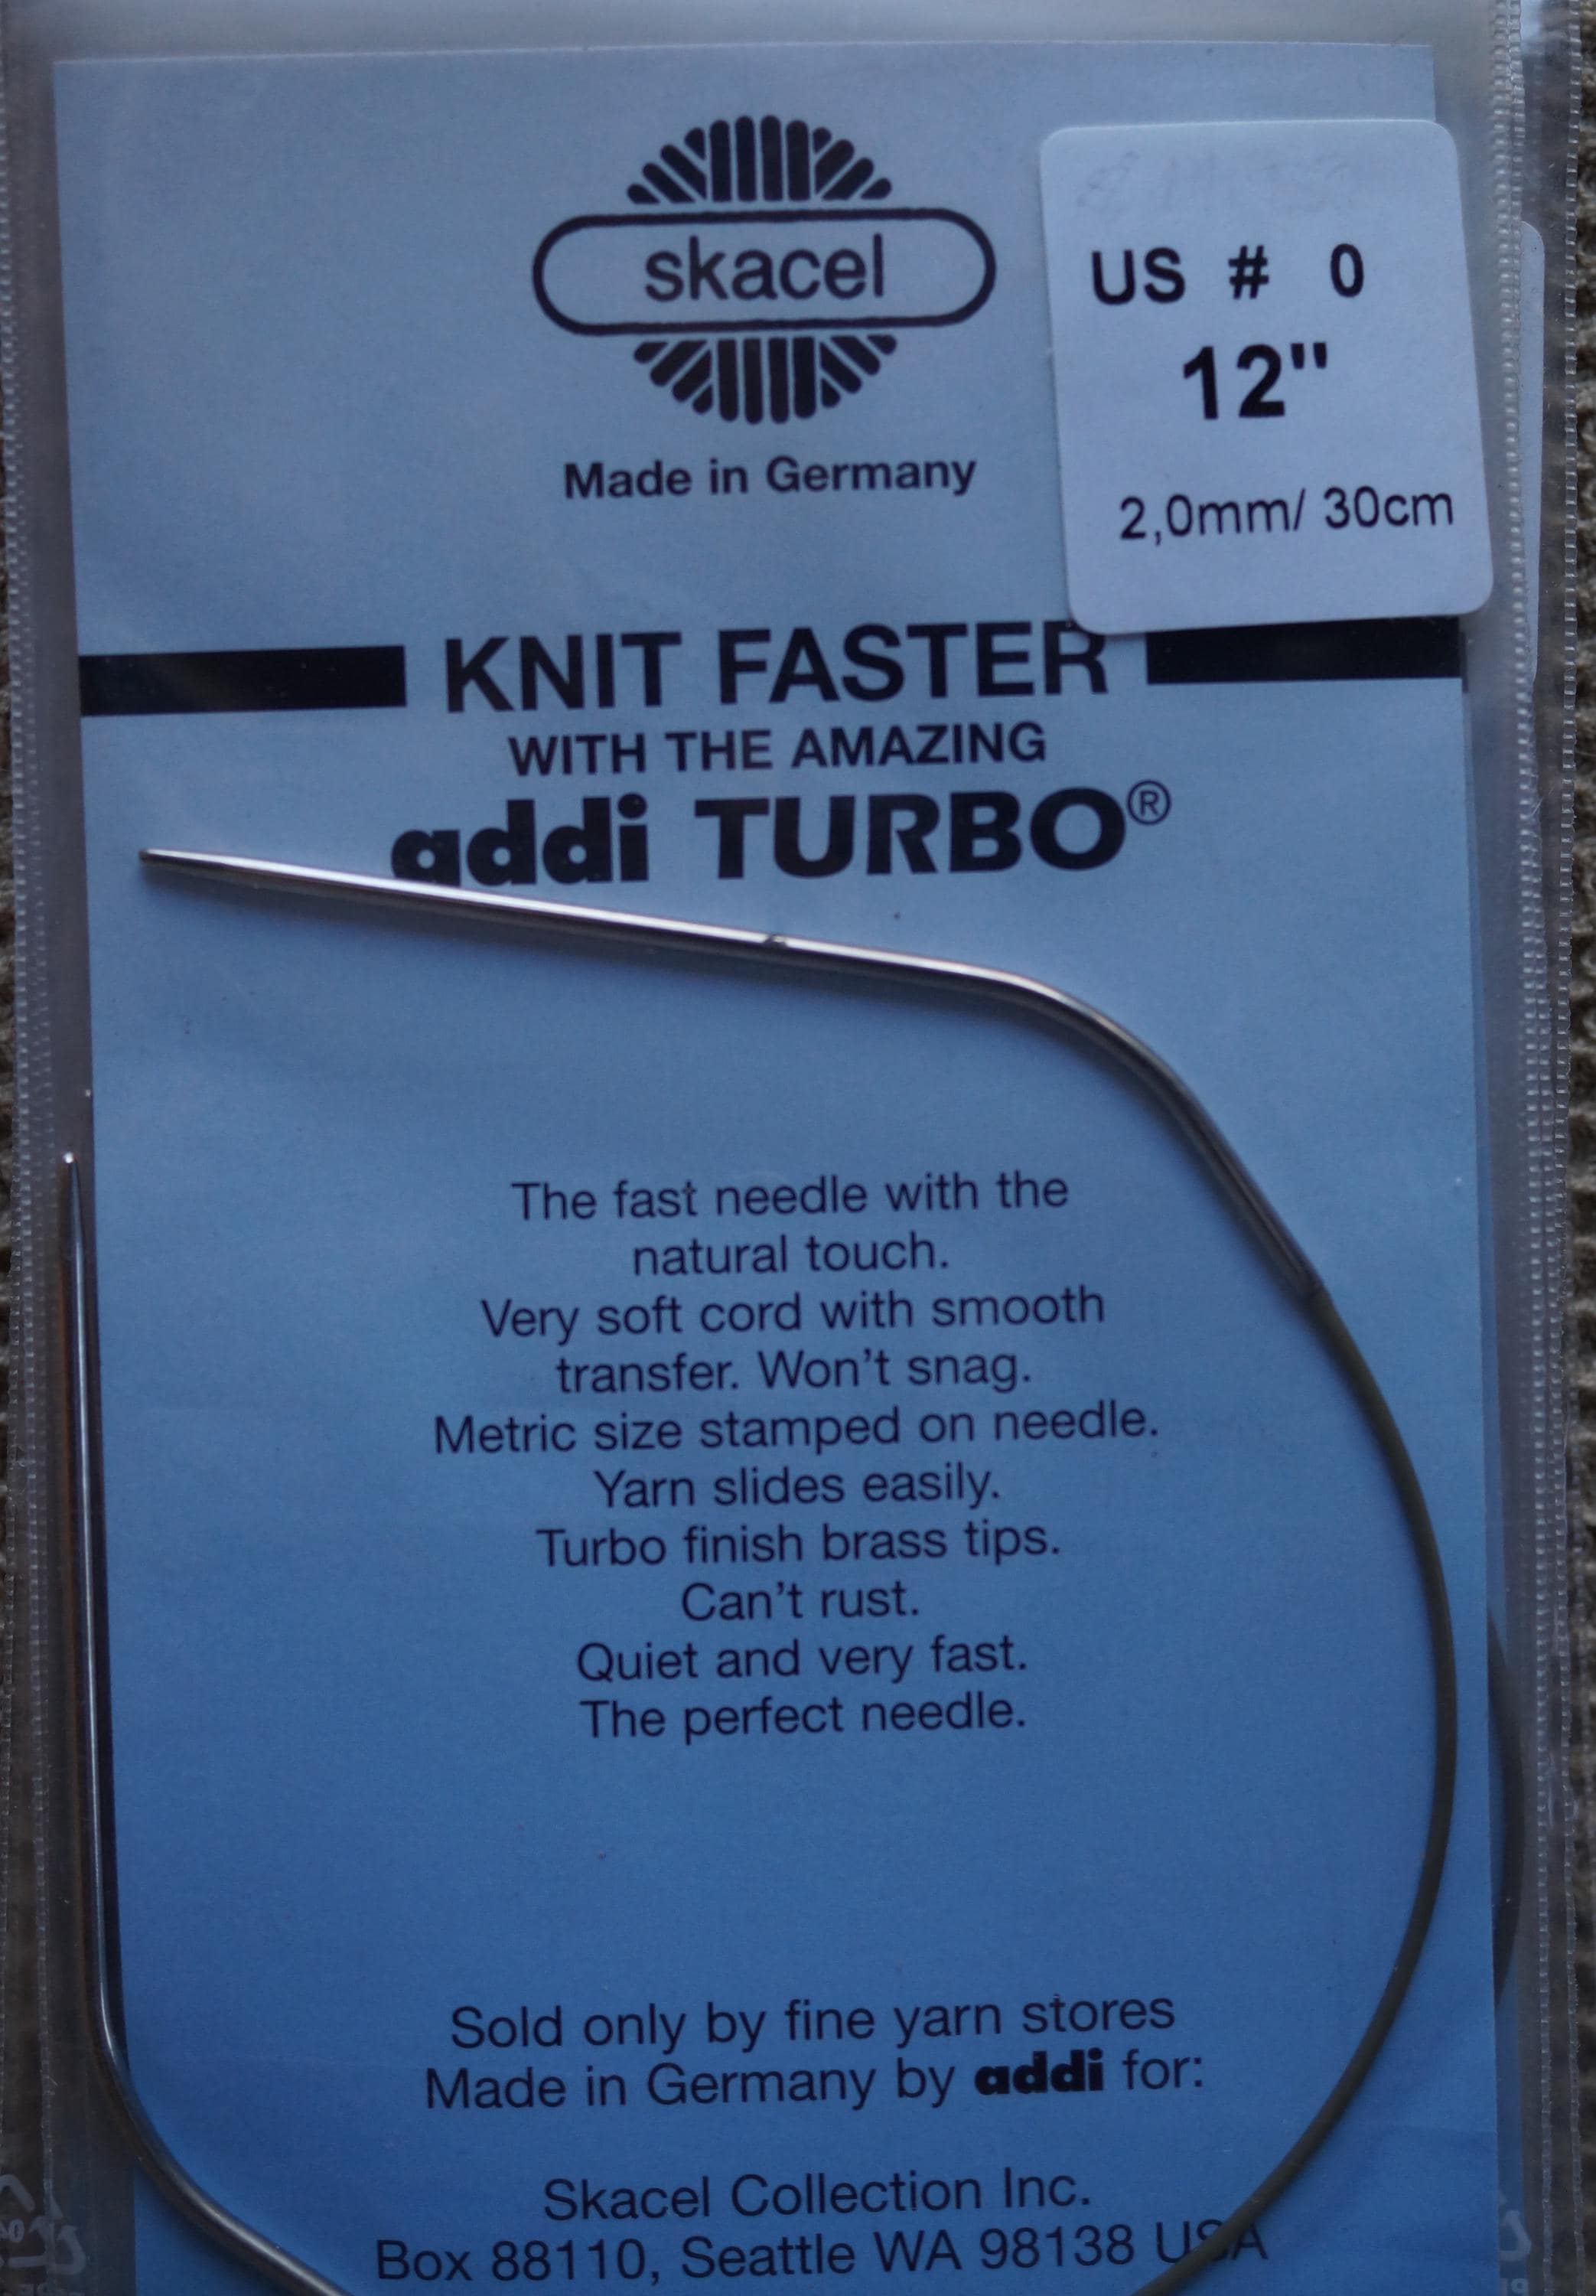 skacel
Made in Germany
US # 0
12"
2,0mm/ 30cm
KNIT FASTER
WITH THE AMAZING
addi TURBO®
The fast needle with the
natural touch.
Very soft cord with smooth
transfer. Won't snag.
Metric size stamped on needle.
Yarn slides easily.
Turbo finish brass tips.
Can't rust.
Quiet and very fast.
The perfect needle.
Sold only by fine yarn stores
Made in Germany by addi for:
Skacel Collection Inc.
Box 88110, Seattle WA 98138 USA